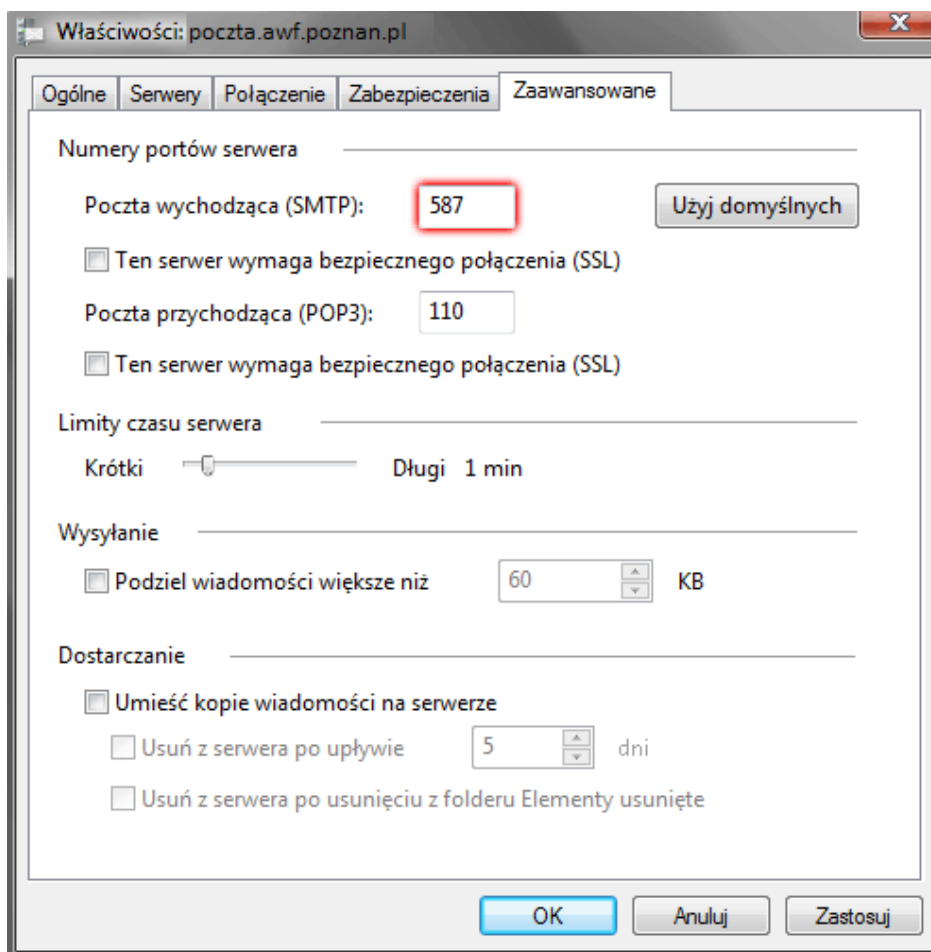 Właściwości: poczta.awf.poznan.pl
Ogólne Serwery Połączenie Zabezpieczenia Zaawansowane
Numery portów serwera
Poczta wychodząca (SMTP): 587 Użyj domyślnych
Ten serwer wymaga bezpiecznego połączenia (SSL)
Poczta przychodząca (POP3): 110
Ten serwer wymaga bezpiecznego połączenia (SSL)
Limity czasu serwera
Krótki Długi 1 min
Wysyłanie
Podziel wiadomości większe niż 60 KB
Dostarczanie
Umieść kopie wiadomości na serwerze
Usuń z serwera po upływie 5 dni
Usuń z serwera po usunięciu z folderu Elementy usunięte
OK Anuluj Zastosuj